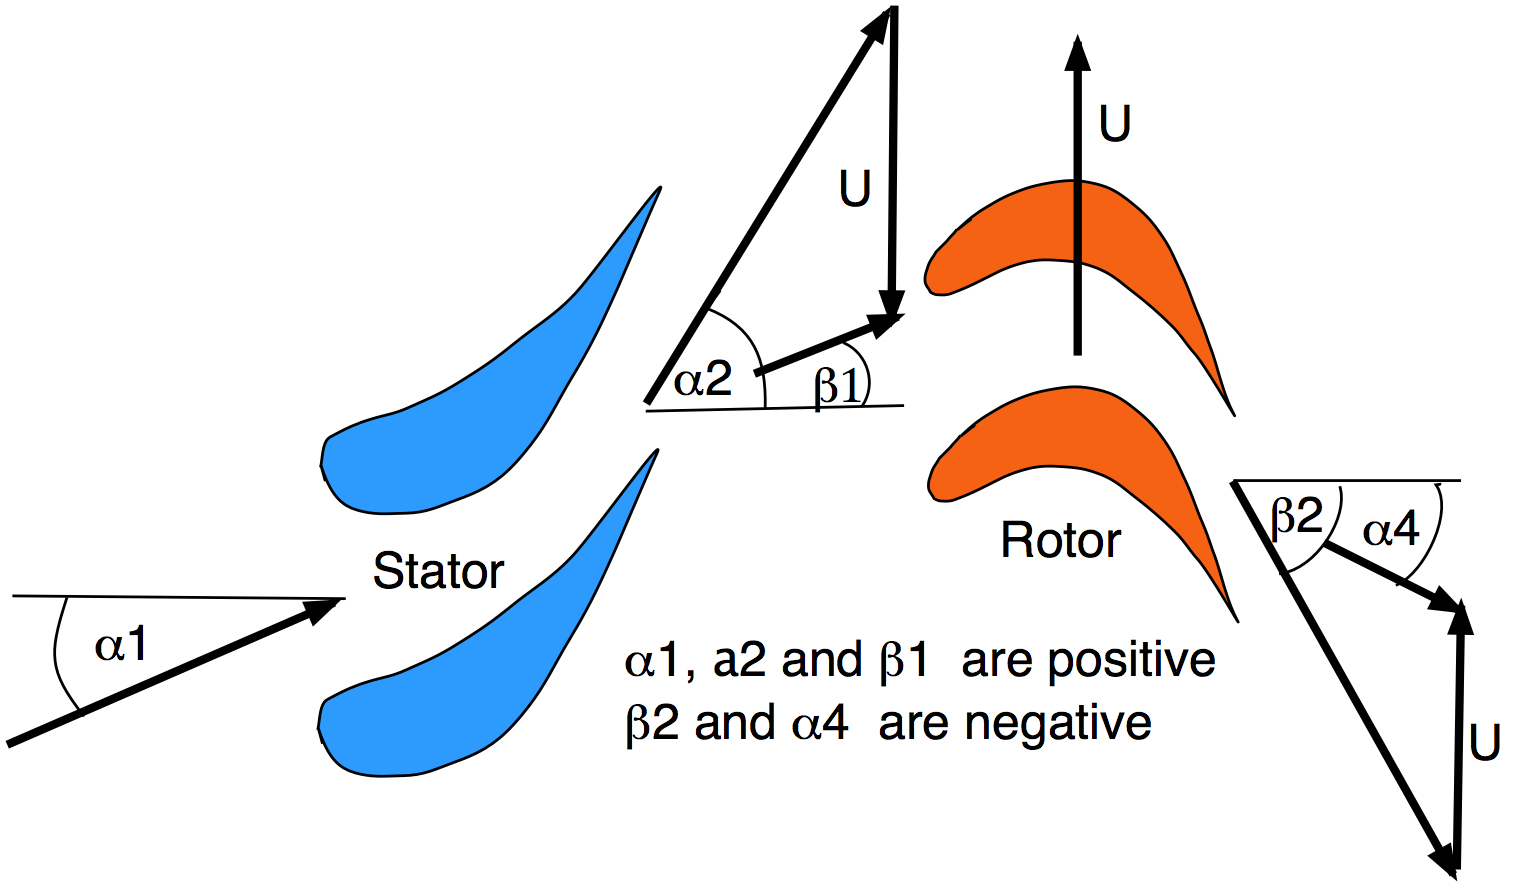 U
U
α2
β1
β2
α4
Rotor
Stator
α1
α1, a2 and β1 are positive
β2 and α4 are negative
U